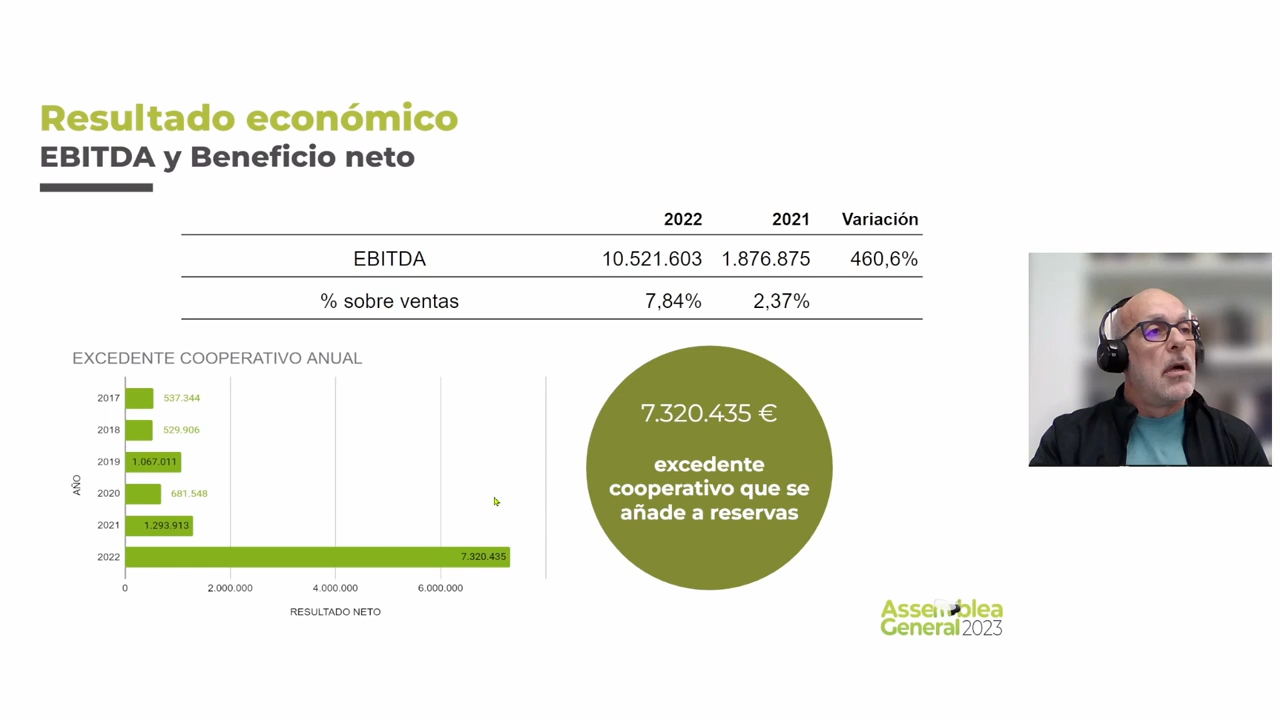 Resultado económico
EBITDA y Beneficio neto
2022 2021 Variación
EBITDA 10.521.603 1.876.875 460,6%
% sobre ventas 7,84% 2,37%
EXCEDENTE COOPERATIVO ANUAL
2017 537.344
2018 529.906
2019 1.067.011
AÑO
2020 681.548
2021 1.293.913
2022 7.320.435
0 2.000.000 4.000.000 6.000.000
RESULTADO NETO
7.320.435 €
excedente
cooperativo que se
añade a reservas
Assemblea
General 2023